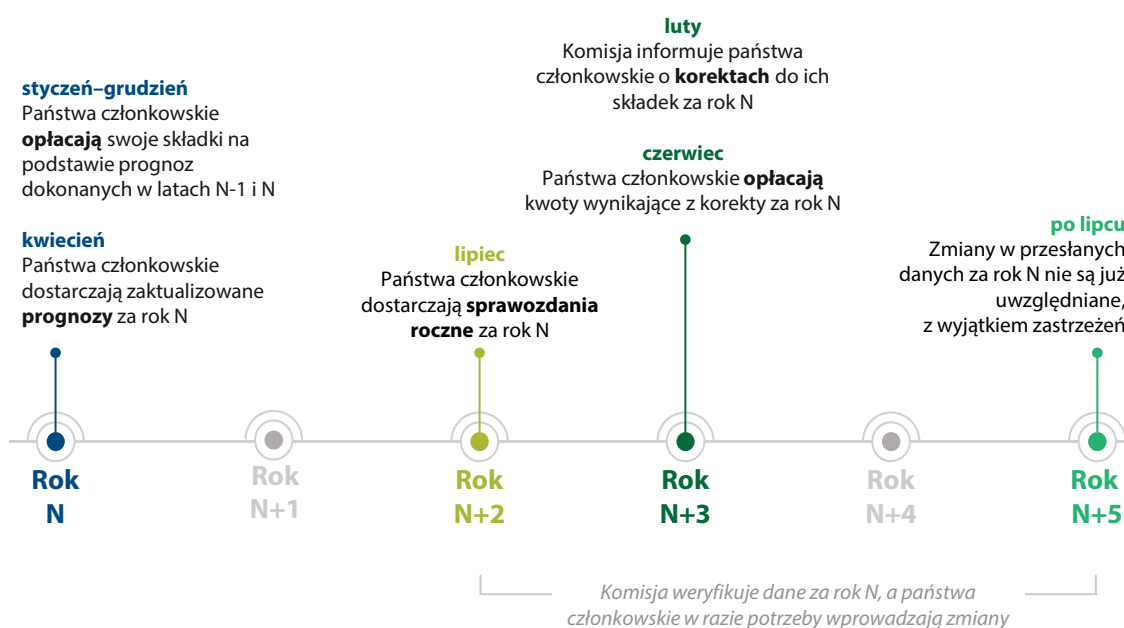 styczeń–grudzień
Państwa członkowskie
opłacają swoje składki na
podstawie prognoz
dokonanych w latach N-1 i N
kwiecień
Państwa członkowskie
dostarczają zaktualizowane
prognozy za rok N
lipiec
Państwa członkowskie
dostarczają sprawozdania
roczne za rok N
luty
Komisja informuje państwa
członkowskie o korektach do ich
składek za rok N
czerwiec
Państwa członkowskie opłacają
kwoty wynikające z korekty za rok N
po lipcu
Zmiany w przesłanych
danych za rok N nie są już
uwzględniane,
z wyjątkiem zastrzeżeń
Rok
N
Rok
N+1
Rok
N+2
Rok
N+3
Rok
N+4
Rok
N+5
Komisja weryfikuje dane za rok N, a państwa
członkowskie w razie potrzeby wprowadzają zmiany